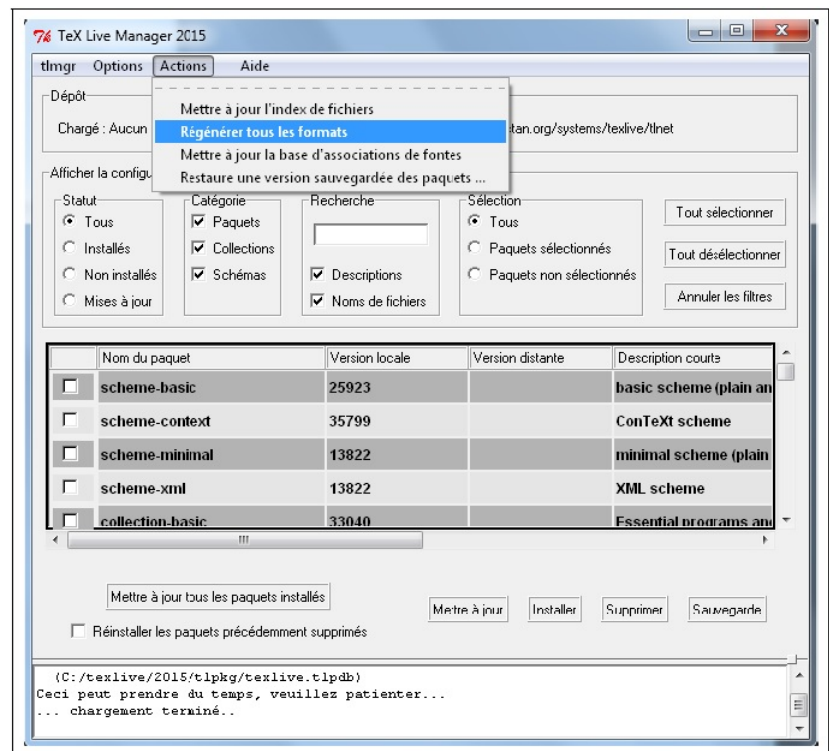 TeX Live Manager 2015
tlmgr Options Actions Aide
Dépôt
Chargé : Aucun
tan.org/systems/texlive/tlnet
Mettre à jour l'index de fichiers
Régénérer tous les formats
Mettre à jour la base d'associations de fontes
Restaure une version sauvegardée des paquets ...
Afficher la configu
Statut
Tous
Installés
Non installés
Mises à jour
Catégorie
Paquets
Collections
Schémas
Recherche
Descriptions
Noms de fichiers
Sélection
Tous
Paquets sélectionnés
Paquets non sélectionnés
Tout sélectionner
Tout désélectionner
Annuler les filtres
Nom du paquet Version locale Version distante Description courte
scheme-basic 25923 basic scheme (plain an
scheme-context 35799 ConTeXt scheme
scheme-minimal 13822 minimal scheme (plain
scheme-xml 13822 XML scheme
collection-basic 33040 Essential programs and
Mettre à jour tous les paquets installés
Réinstaller les paquets précédemment supprimés
Mettre à jour Installer Supprimer Sauvegarde
(C:/texlive/2015/tlpkg/texlive.tlpdb)
Ceci peut prendre du temps, veuillez patienter...
... chargement terminé..